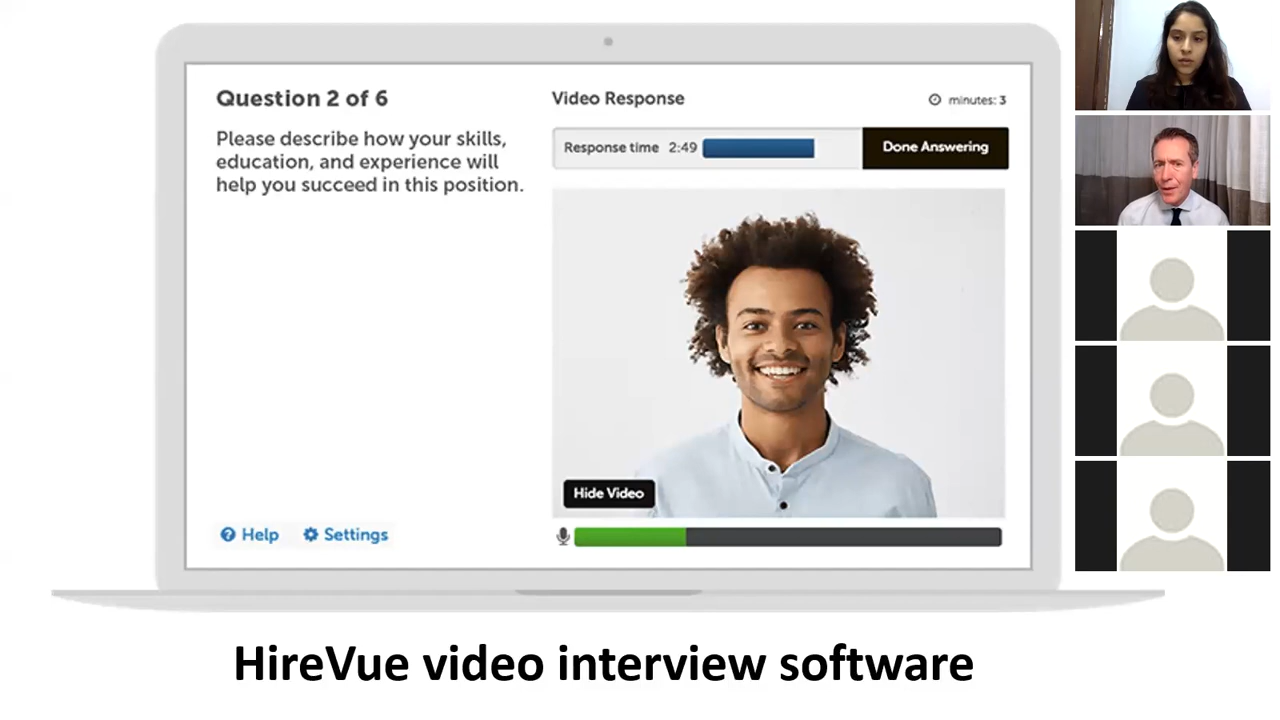 Question 2 of 6
Please describe how your skills,
education, and experience will
help you succeed in this position.
Help
Settings
Video Response
minutes: 3
Response time 2:49
Done Answering
Hide Video
HireVue video interview software